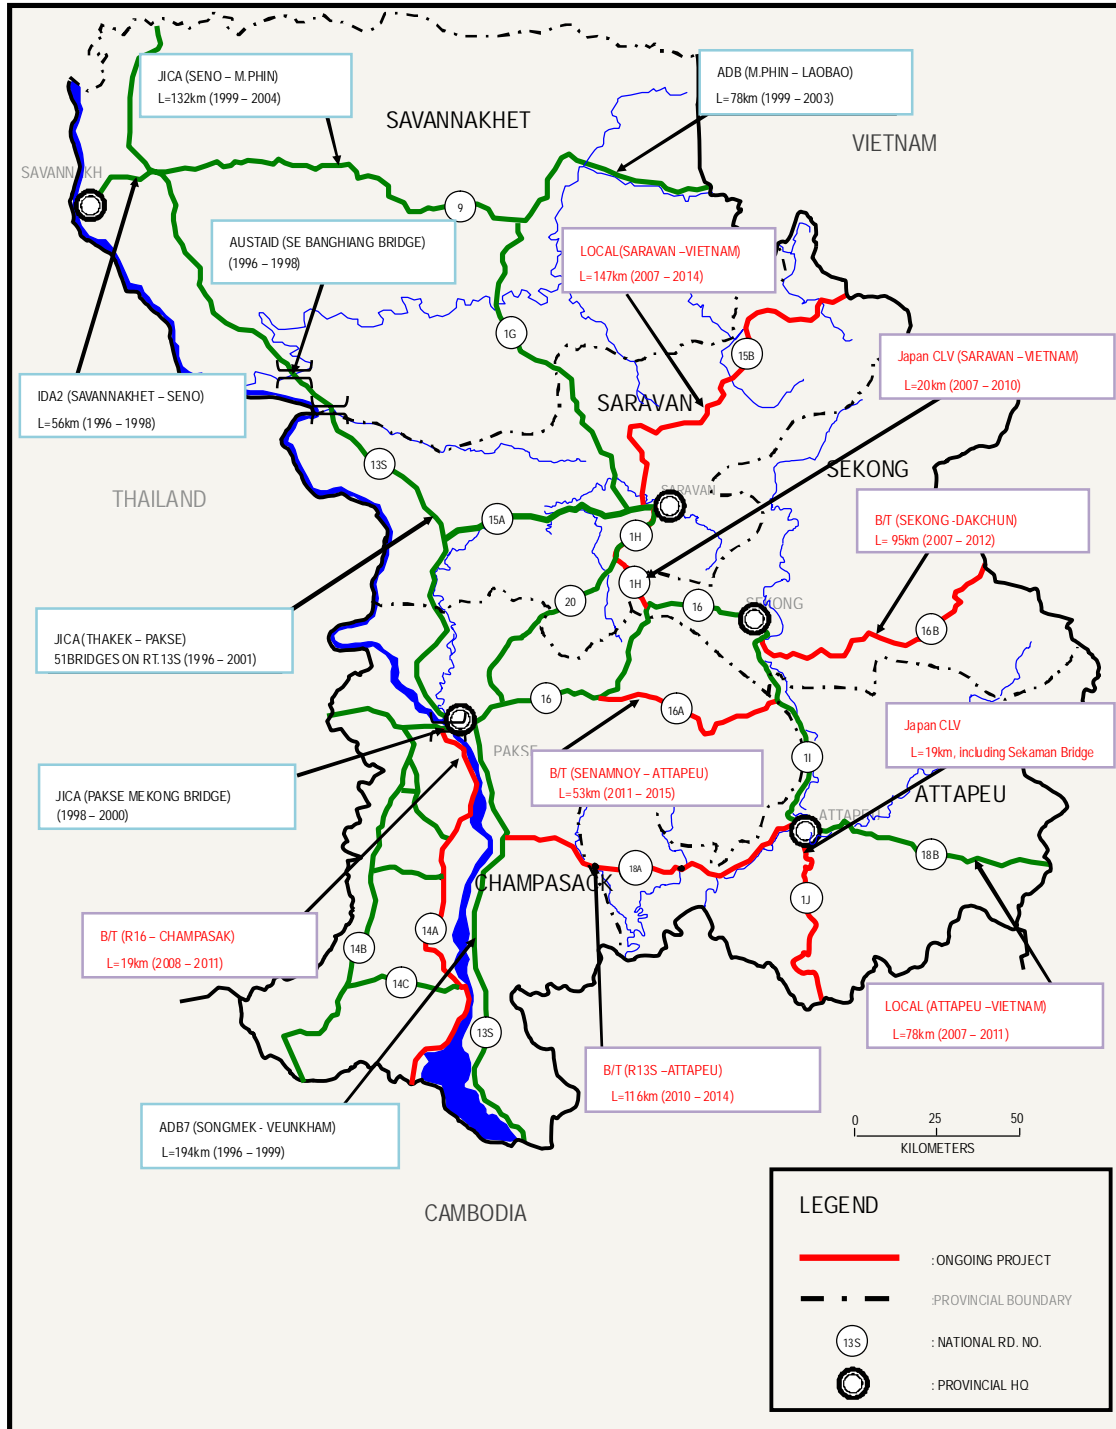 JICA (SENO – M.PHIN)
L=132km (1999 – 2004)
ADB (M.PHIN – LAOBAO)
L=78km (1999 – 2003)
SAVANNAKHET
VIETNAM
SAVANN KH
9
AUSTAID (SE BANGHIANG BRIDGE)
(1996 – 1998)
LOCAL(SARAVAN –VIETNAM)
L=147km (2007 – 2014)
1G
15B
Japan CLV (SARAVAN –VIETNAM)
L=20km (2007 – 2010)
IDA2 (SAVANNAKHET – SENO)
L=56km (1996 – 1998)
SARAVAN
13S
SEKONG
THAILAND
SARAVAN
B/T (SEKONG -DAKCHUN)
L= 95km (2007 – 2012)
15A
1H
1H
20
16
SEKONG
16B
JICA (THAKEK – PAKSE)
51BRIDGES ON RT.13S (1996 – 2001)
16
16A
Japan CLV
L=19km, including Sekaman Bridge
PAKSE
1I
B/T (SENAMNOY – ATTAPEU)
L=53km (2011 – 2015)
JICA (PAKSE MEKONG BRIDGE)
(1998 – 2000)
ATTAPEU
ATTAPEU
18B
18A
CHAMPASACK
1J
B/T (R16 – CHAMPASAK)
L=19km (2008 – 2011)
14A
14B
14C
LOCAL (ATTAPEU –VIETNAM)
L=78km (2007 – 2011)
13S
B/T (R13S –ATTAPEU)
L=116km (2010 – 2014)
ADB7 (SONGMEK - VEUNKHAM)
L=194km (1996 – 1999)
0 25 50
KILOMETERS
CAMBODIA
LEGEND
: ONGOING PROJECT
:PROVINCIAL BOUNDARY
13S
: NATIONAL RD. NO.
: PROVINCIAL HQ